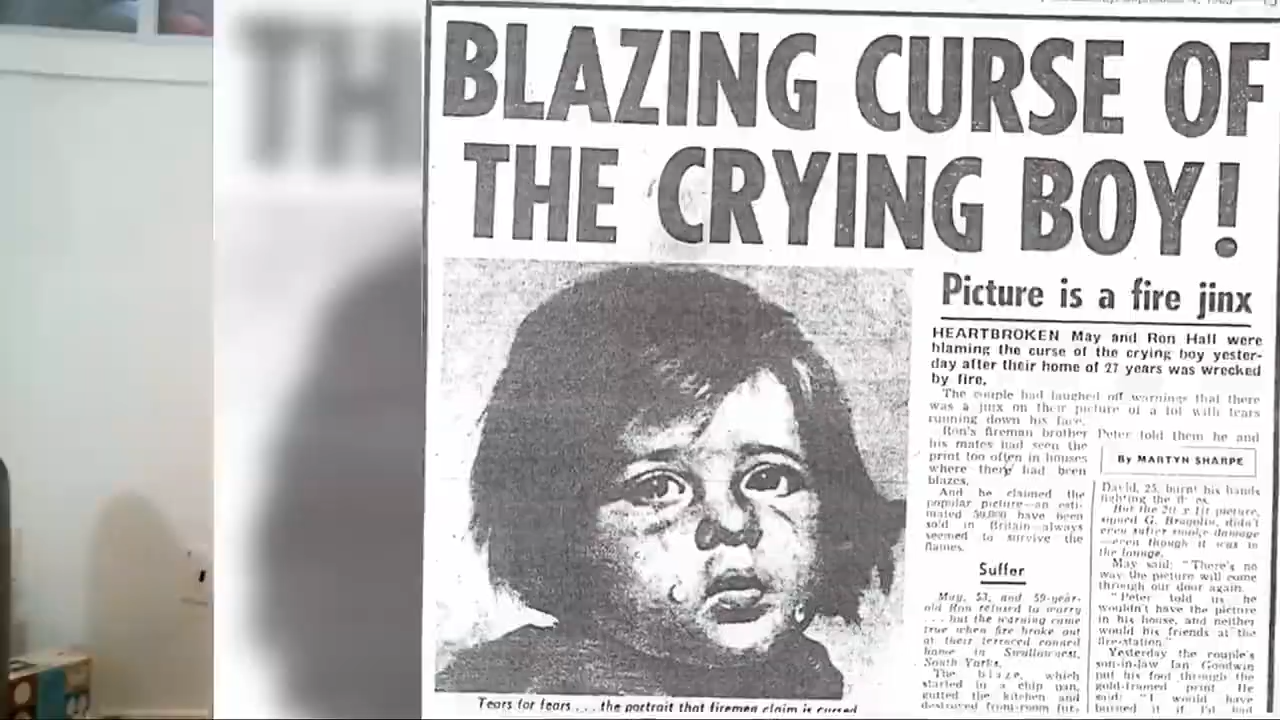 BLAZING CURSE OF
THE CRYING BOY!
Picture is a fire jinx
HEARTBROKEN May and Ron Hall were
blaming the curse of the crying boy yester-
day after their home of 27 years was wrecked
by fire.
The couple had laughed off warnings that there
was a jinx on their picture of a tot with tears
running down his face.
Ron's fireman brother
his mates had seen the
print too often in houses
where there had been
blazes.
And he claimed the
popular picture—an esti-
mated 50,000 have been
sold in Britain—always
seemed to survive the
flames.
Suffer
May, 53, and 59-year-
old Ron refused to worry
. . . but the warning came
true when fire broke out
at their terraced council
home in Swallownest,
South Yorks.
The blaze, which
started in a chip pan,
gutted the kitchen and
destroyed front-room fur-
Peter told them he and
By MARTYN SHARPE
David, 25, burnt his hands
fighting the
But the picture,
signed G. Bragolin, didn't
even suffer smoke damage
—even though it was in
the lounge.
May said: "There's no
way the picture will come
through our door again.
"Peter told us he
wouldn't have the picture
in his house, and neither
would his friends at the
fire-station."
Yesterday the couple's
son-in-law Ian Goodwin
put his foot through the
gold-framed print. He
said: "I would have
burned it if I'd had
Tears for fears . . . the portrait that firemen claim is cursed
TH